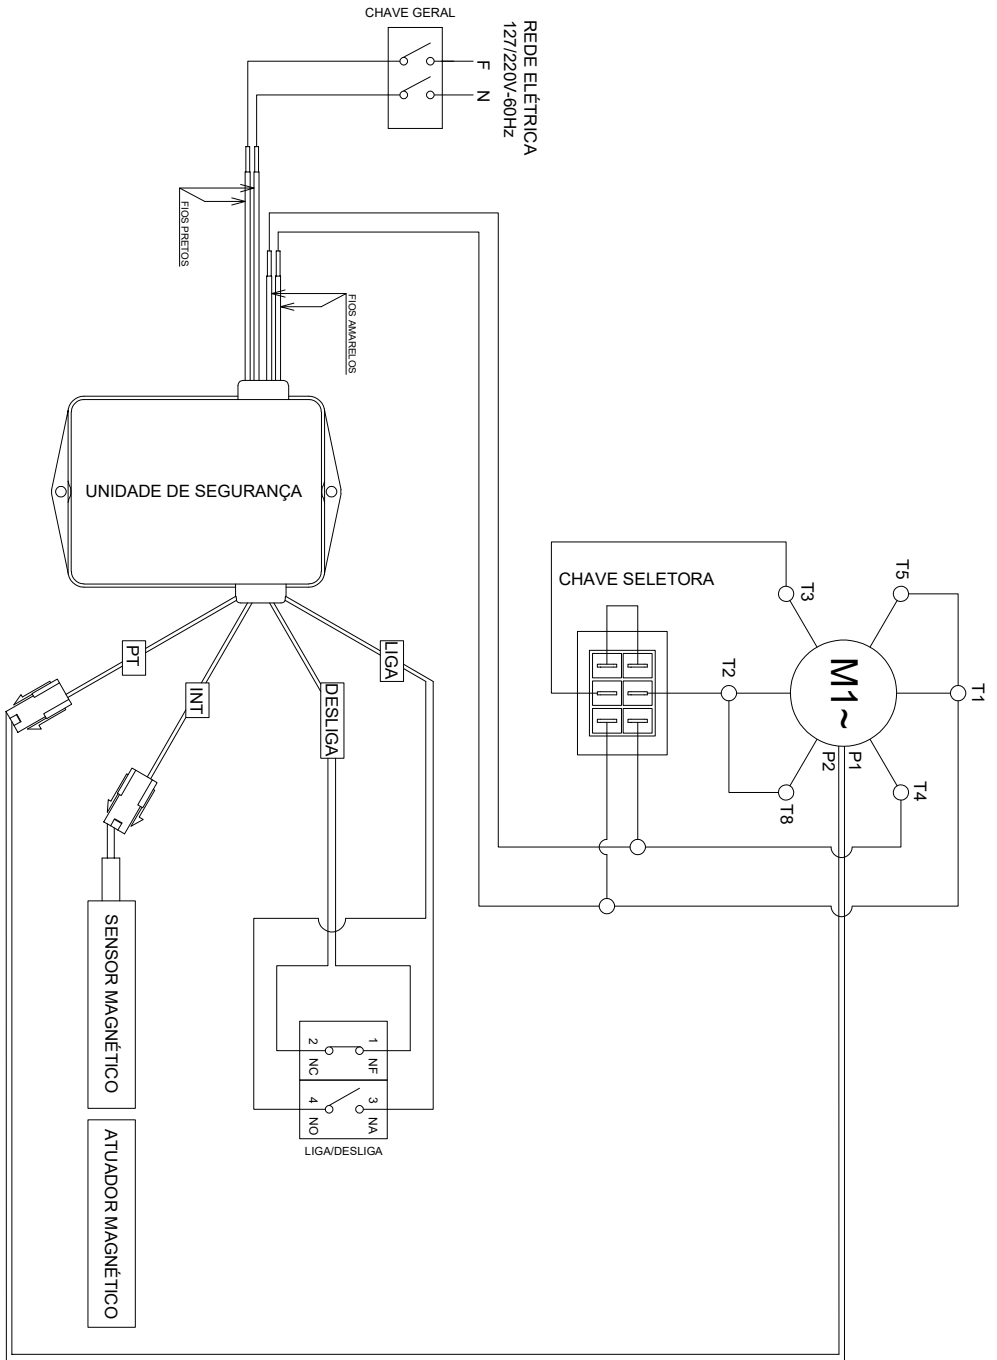 CHAVE GERAL
REDE ELÉTRICA
127/220V-60Hz
F
N
FIOS PRETOS
FIOS AMARELOS
UNIDADE DE SEGURANÇA
CHAVE SELETORA
T3
T5
T2
T1
M1~
P2
P1
T8
T4
PT
INT
DESLIGA
LIGA
SENSOR MAGNÉTICO
ATUADOR MAGNÉTICO
2
1
NC
NF
4
3
NO
NA
LIGA/DESLIGA